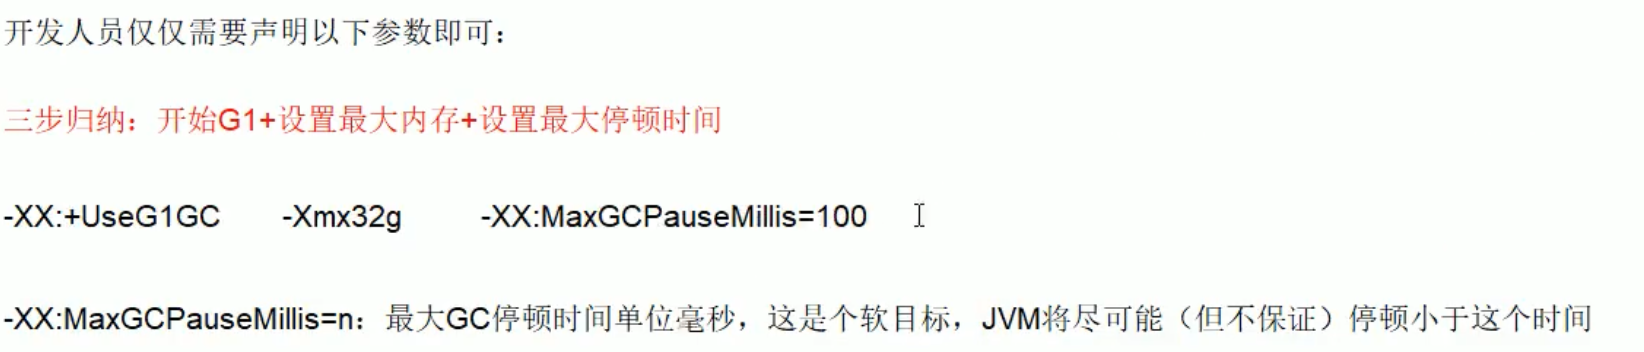 开发人员仅仅需要声明以下参数即可：
三步归纳：开始G1+设置最大内存+设置最大停顿时间
-XX:+UseG1GC -Xmx32g -XX:MaxGCPauseMillis=100
-XX:MaxGCPauseMillis=n：最大GC停顿时间单位毫秒，这是个软目标，JVM将尽可能（但不保证）停顿小于这个时间